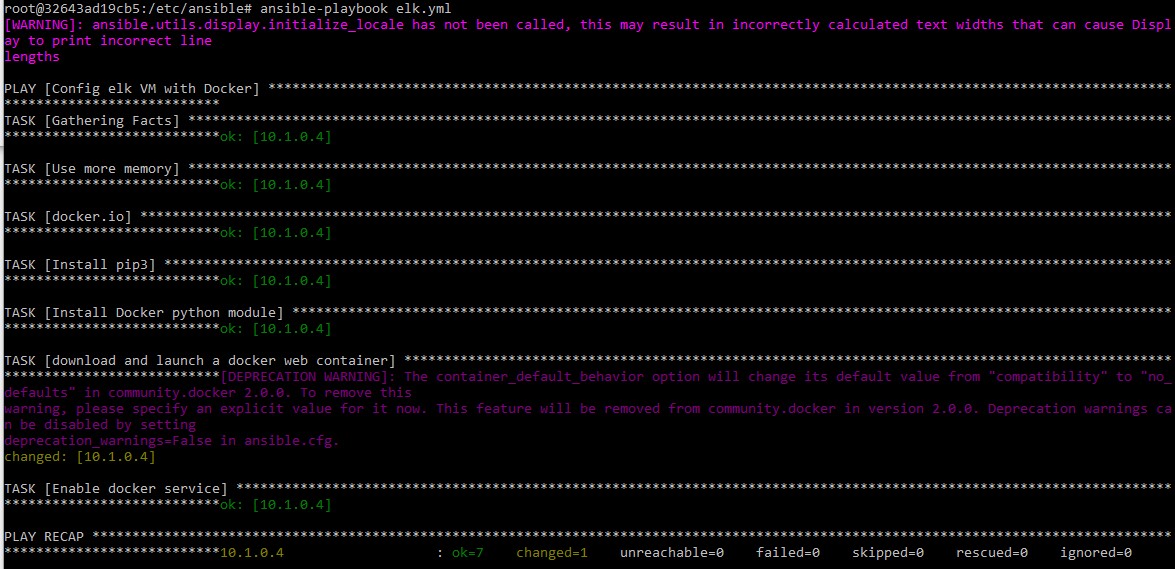 root@32643ad19cb5:/etc/ansible# ansible-playbook elk.yml
[WARNING]: ansible.utils.display.initialize_locale has not been called, this may result in incorrectly calculated text widths that can cause Displ
ay to print incorrect line
lengths
PLAY [Config elk VM with Docker] *****************************************************************************************************************
***************************
TASK [Gathering Facts] ***************************************************************************************************************************
***************************ok: [10.1.0.4]
TASK [Use more memory] ***************************************************************************************************************************
***************************ok: [10.1.0.4]
TASK [docker.io] *********************************************************************************************************************************
***************************ok: [10.1.0.4]
TASK [Install pip3] ******************************************************************************************************************************
***************************ok: [10.1.0.4]
TASK [Install Docker python module] **************************************************************************************************************
***************************ok: [10.1.0.4]
TASK [download and launch a docker web container] ************************************************************************************************
***************************[DEPRECATION WARNING]: The container_default_behavior option will change its default value from "compatibility" to "no_
defaults" in community.docker 2.0.0. To remove this
warning, please specify an explicit value for it now. This feature will be removed from community.docker in version 2.0.0. Deprecation warnings ca
n be disabled by setting
deprecation_warnings=False in ansible.cfg.
changed: [10.1.0.4]
TASK [Enable docker service] *********************************************************************************************************************
***************************ok: [10.1.0.4]
PLAY RECAP ***************************************************************************************************************************************
***************************10.1.0.4                   : ok=7    changed=1    unreachable=0    failed=0    skipped=0    rescued=0    ignored=0